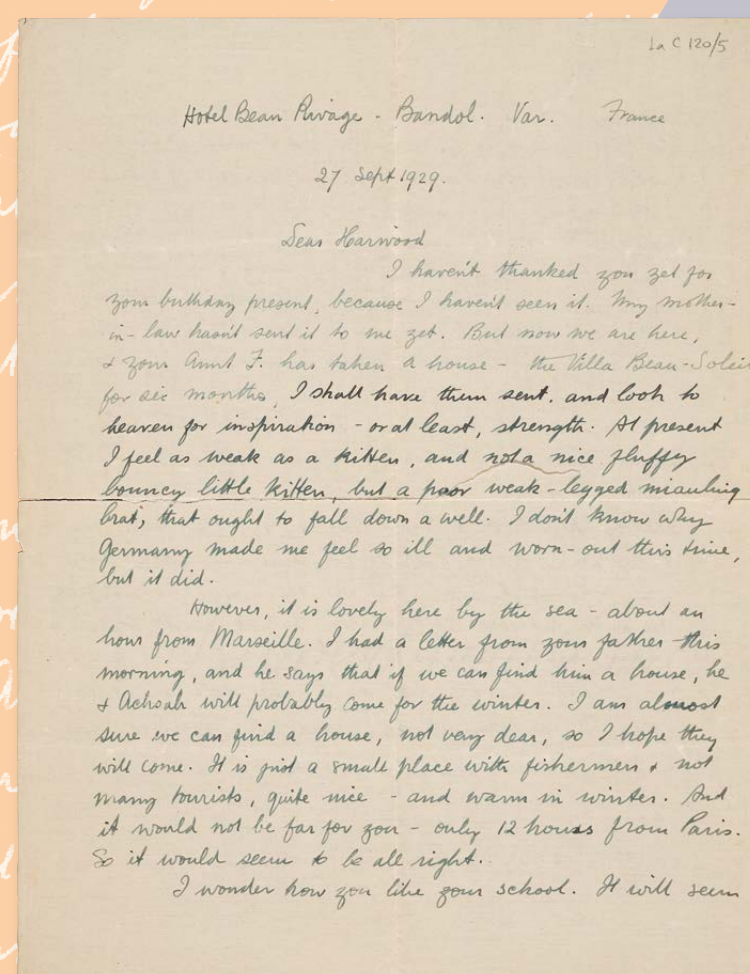 La C 120/5
Hotel Beau Rivage - Bandol. Var. France
27 Sept 1929.
Dear Harwood
I haven't thanked you yet for
your birthday present, because I haven't seen it. My mother-
in-law hasn't sent it to me yet. But now we are here,
& your Aunt F. has taken a house - the Villa Beau-Soleil
for six months, I shall have them sent, and look to
heaven for inspiration - or at least, strength. At present
I feel as weak as a kitten, and not a nice fluffy
bouncy little kitten, but a poor weak-legged miauling
brat, that ought to fall down a well. I don't know why
Germany made me feel so ill and worn-out this time,
but it did.
However, it is lovely here by the sea - about an
hour from Marseille. I had a letter from your father this
morning, and he says that if we can find him a house, he
& Achsah will probably come for the winter. I am almost
sure we can find a house, not very dear, so I hope they
will come. It is just a small place with fishermen & not
many tourists, quite nice - and warm in winter. And
it would not be far for you - only 12 hours from Paris.
So it would seem to be all right.
I wonder how you like your school. It will seem